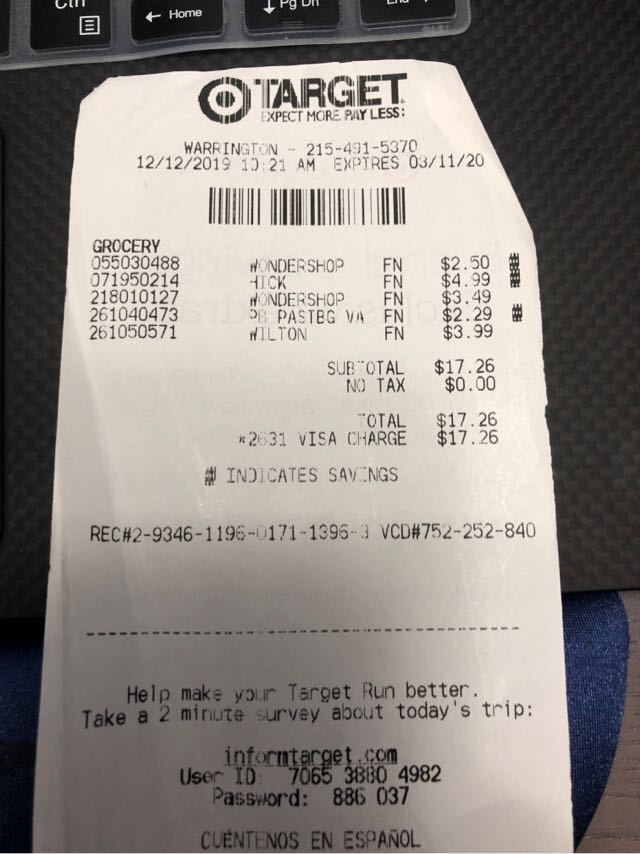 Ctrl
← Home
↓ Pg Dn
End
TARGET
EXPECT MORE. PAY LESS.
WARRINGTON - 215-491-5370
12/12/2019 10:21 AM EXPIRES 03/11/20
GROCERY
055030488 WONDERSHOP FN $2.50 #
071950214 HICK FN $4.99
218010127 WONDERSHOP FN $3.49
261040473 PB PASTBG VA FN $2.29 #
261050571 WILTON FN $3.99
SUBTOTAL $17.26
NO TAX $0.00
TOTAL $17.26
*2631 VISA CHARGE $17.26
# INDICATES SAVINGS
REC#2-9346-1196-0171-1396-3 VCD#752-252-840
Help make your Target Run better.
Take a 2 minute survey about today's trip:
informtarget.com
User ID: 7065 3880 4982
Password: 886 037
CUÉNTENOS EN ESPAÑOL